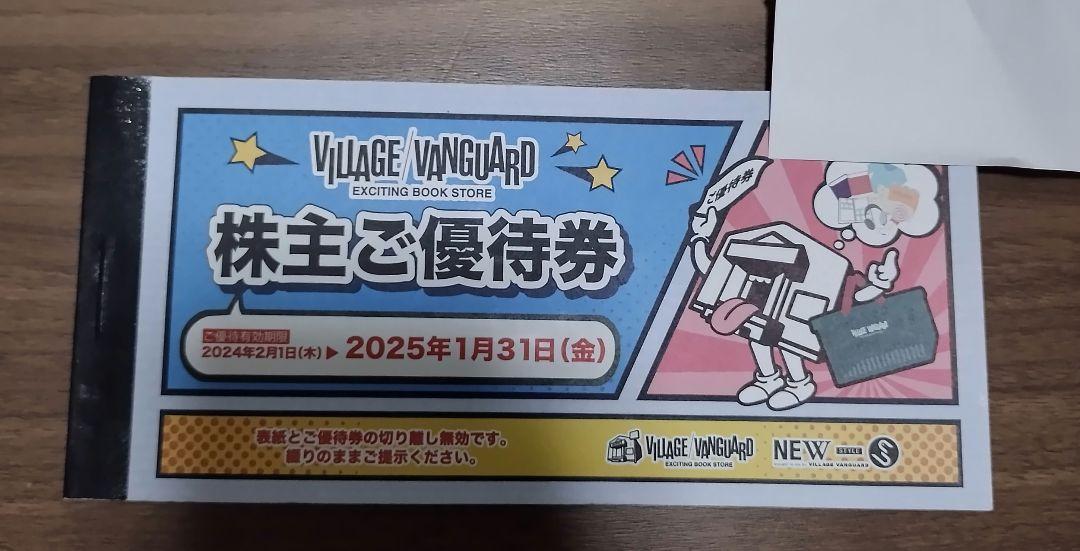 VILLAGE/VANGUARD
EXCITING BOOK STORE
株主ご優待券
ご優待有効期限
2024年2月1日(木)▶2025年1月31日(金)
ご優待券
VILLAGE VANGUARD
表紙とご優待券の切り離し無効です。
綴りのままご提示ください。
VILLAGE/VANGUARD
EXCITING BOOK STORE
NEW STYLE
VILLAGE VANGUARD